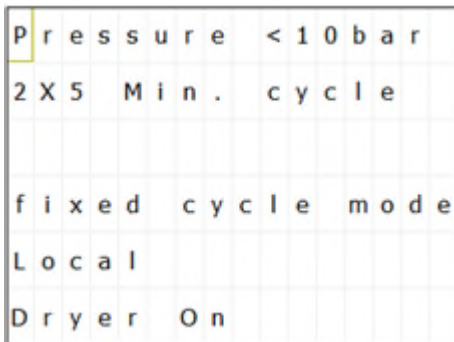 Pressure <10bar
2X5 Min. cycle
fixed cycle mode
Local
Dryer On